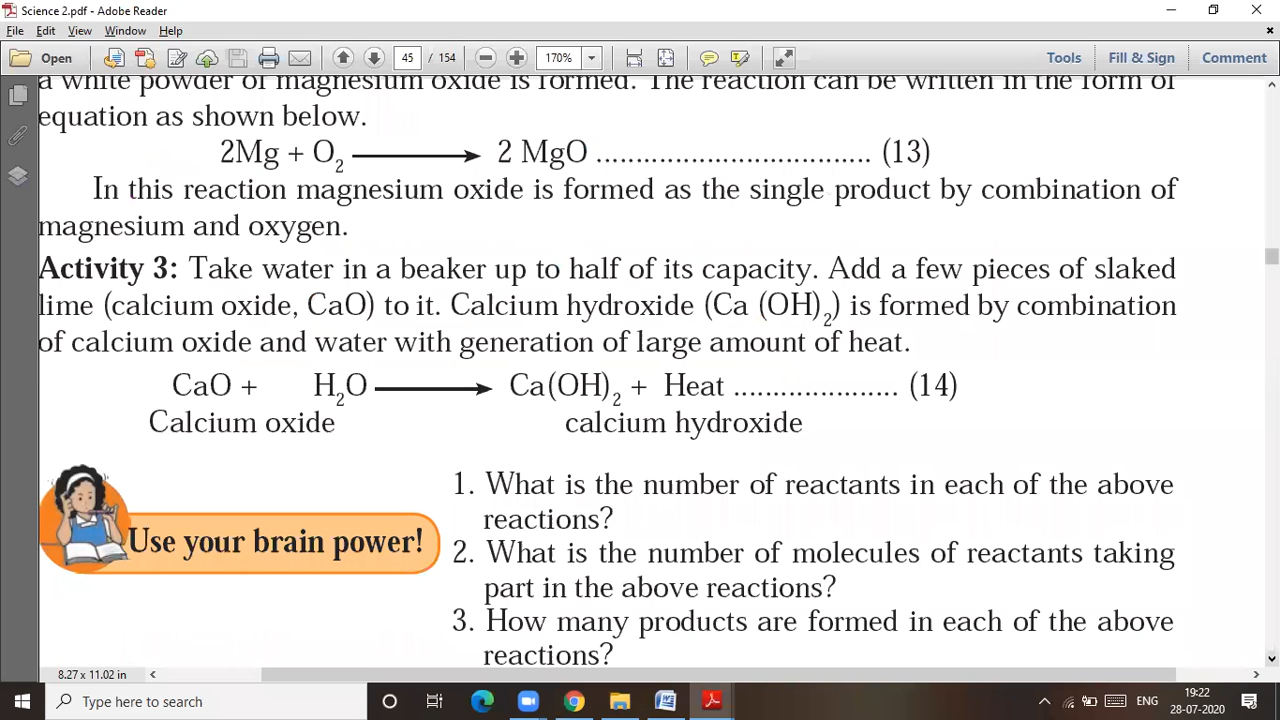 Science 2.pdf - Adobe Reader
File Edit View Window Help
Open 45 / 154 170% Tools Fill & Sign Comment
a white powder of magnesium oxide is formed. The reaction can be written in the form of
equation as shown below.
2Mg + O₂ ⟶ 2 MgO .................................. (13)
In this reaction magnesium oxide is formed as the single product by combination of
magnesium and oxygen.
Activity 3: Take water in a beaker up to half of its capacity. Add a few pieces of slaked
lime (calcium oxide, CaO) to it. Calcium hydroxide (Ca (OH)₂) is formed by combination
of calcium oxide and water with generation of large amount of heat.
CaO + H₂O ⟶ Ca(OH)₂ + Heat ..................... (14)
Calcium oxide calcium hydroxide
Use your brain power!
1. What is the number of reactants in each of the above
reactions?
2. What is the number of molecules of reactants taking
part in the above reactions?
3. How many products are formed in each of the above
reactions?
8.27 x 11.02 in
Type here to search
ENG
19:22
28-07-2020